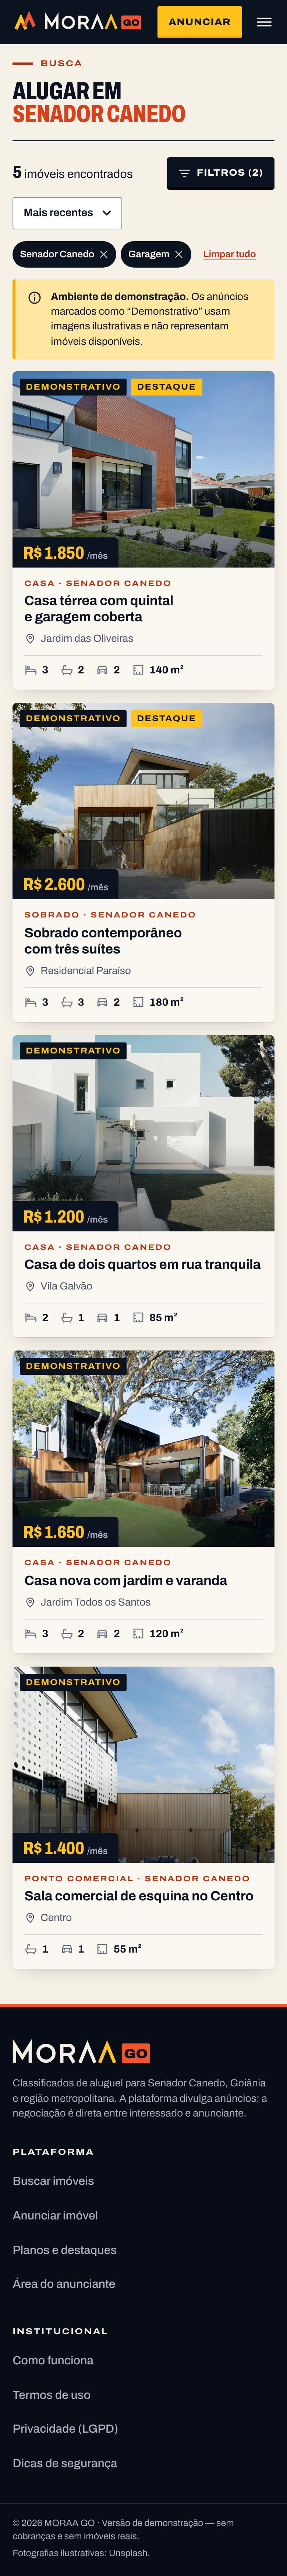 MORAA GO
ANUNCIAR
BUSCA
ALUGAR EM
SENADOR CANEDO
5 imóveis encontrados
FILTROS (2)
Mais recentes
Senador Canedo
Garagem
Limpar tudo
Ambiente de demonstração. Os anúncios
marcados como “Demonstrativo” usam
imagens ilustrativas e não representam
imóveis disponíveis.
DEMONSTRATIVO
DESTAQUE
R$ 1.850 /mês
CASA · SENADOR CANEDO
Casa térrea com quintal
e garagem coberta
Jardim das Oliveiras
3 2 2 140 m²
DEMONSTRATIVO
DESTAQUE
R$ 2.600 /mês
SOBRADO · SENADOR CANEDO
Sobrado contemporâneo
com três suítes
Residencial Paraíso
3 3 2 180 m²
DEMONSTRATIVO
R$ 1.200 /mês
CASA · SENADOR CANEDO
Casa de dois quartos em rua tranquila
Vila Galvão
2 1 1 85 m²
DEMONSTRATIVO
R$ 1.650 /mês
CASA · SENADOR CANEDO
Casa nova com jardim e varanda
Jardim Todos os Santos
3 2 2 120 m²
DEMONSTRATIVO
R$ 1.400 /mês
PONTO COMERCIAL · SENADOR CANEDO
Sala comercial de esquina no Centro
Centro
1 1 55 m²
MORAA GO
Classificados de aluguel para Senador Canedo, Goiânia
e região metropolitana. A plataforma divulga anúncios; a
negociação é direta entre interessado e anunciante.
PLATAFORMA
Buscar imóveis
Anunciar imóvel
Planos e destaques
Área do anunciante
INSTITUCIONAL
Como funciona
Termos de uso
Privacidade (LGPD)
Dicas de segurança
© 2026 MORAA GO · Versão de demonstração — sem
cobranças e sem imóveis reais.
Fotografias ilustrativas: Unsplash.